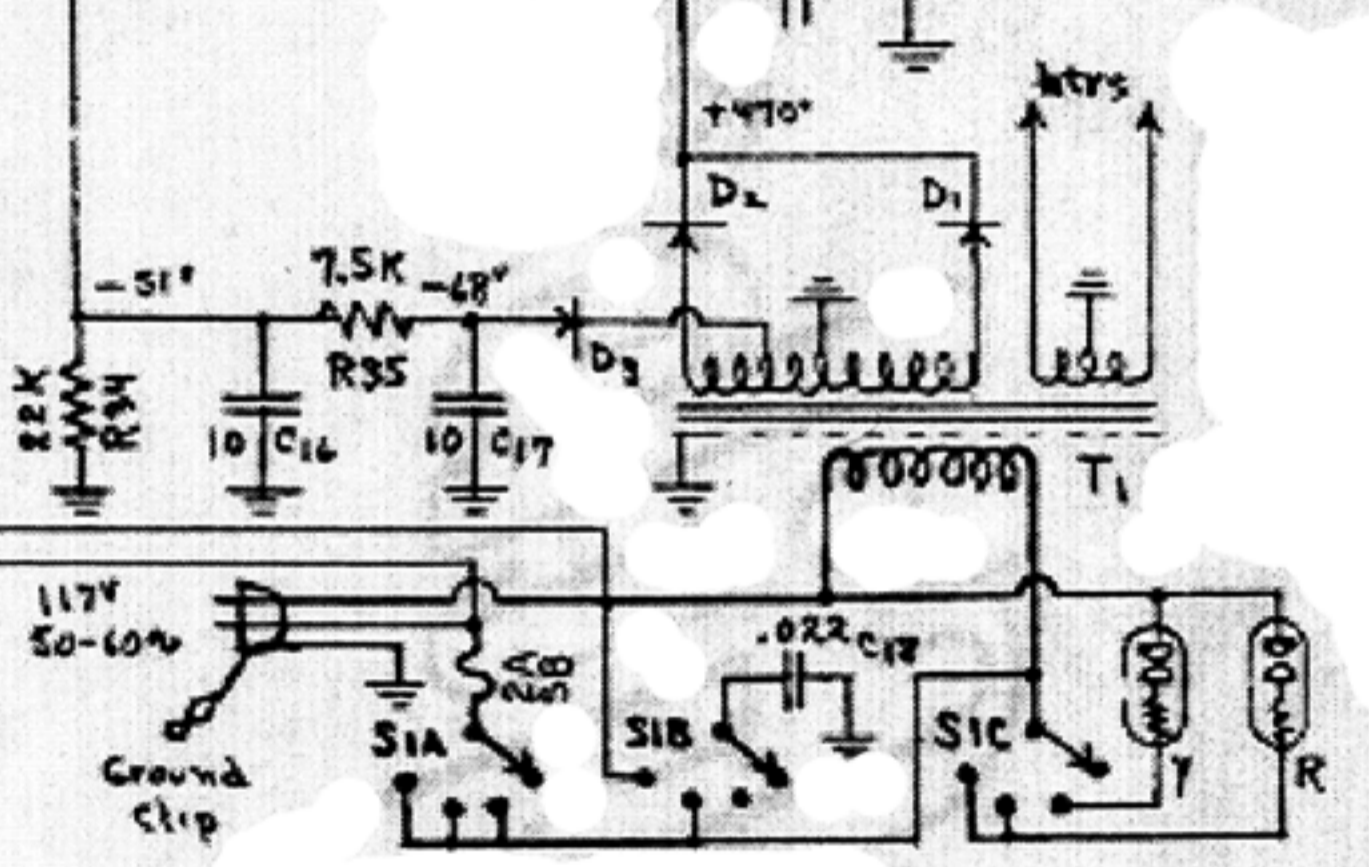 htrs
+470v
D2
D1
-51v
7.5K
-68v
R35
D3
22K
R34
10 C16
10 C17
T1
117v
50-60~
.022 C18
S1A
S1B
S1C
Ground
Clip
Y
R